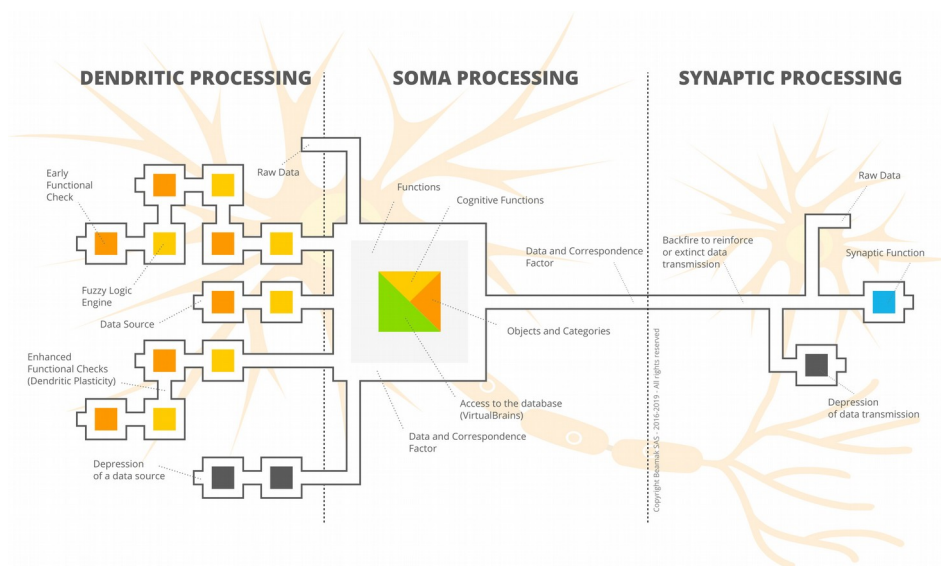 DENDRITIC PROCESSING
SOMA PROCESSING
SYNAPTIC PROCESSING
Early
Functional
Check
Raw Data
Fuzzy Logic
Engine
Data Source
Enhanced
Functional Checks
(Dendritic Plasticity)
Depression
of a data source
Functions
Cognitive Functions
Objects and Categories
Access to the database
(VirtualBrains)
Data and Correspondence
Factor
Data and Correspondence
Factor
Backfire to reinforce
or extinct data
transmission
Raw Data
Synaptic Function
Depression
of data transmission
Copyright Beamak SAS - 2016-2019 - All rights reserved